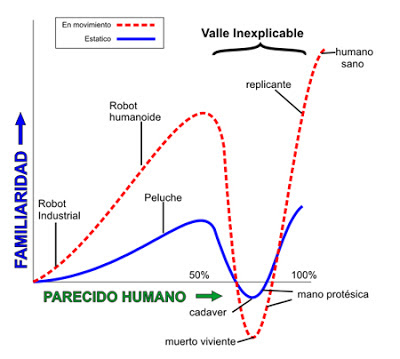 En movimiento
Estatico
Valle Inexplicable
humano
sano
replicante
Robot
humanoide
Robot
Industrial
Peluche
FAMILIARIDAD
50%
100%
PARECIDO HUMANO
mano protésica
cadaver
muerto viviente